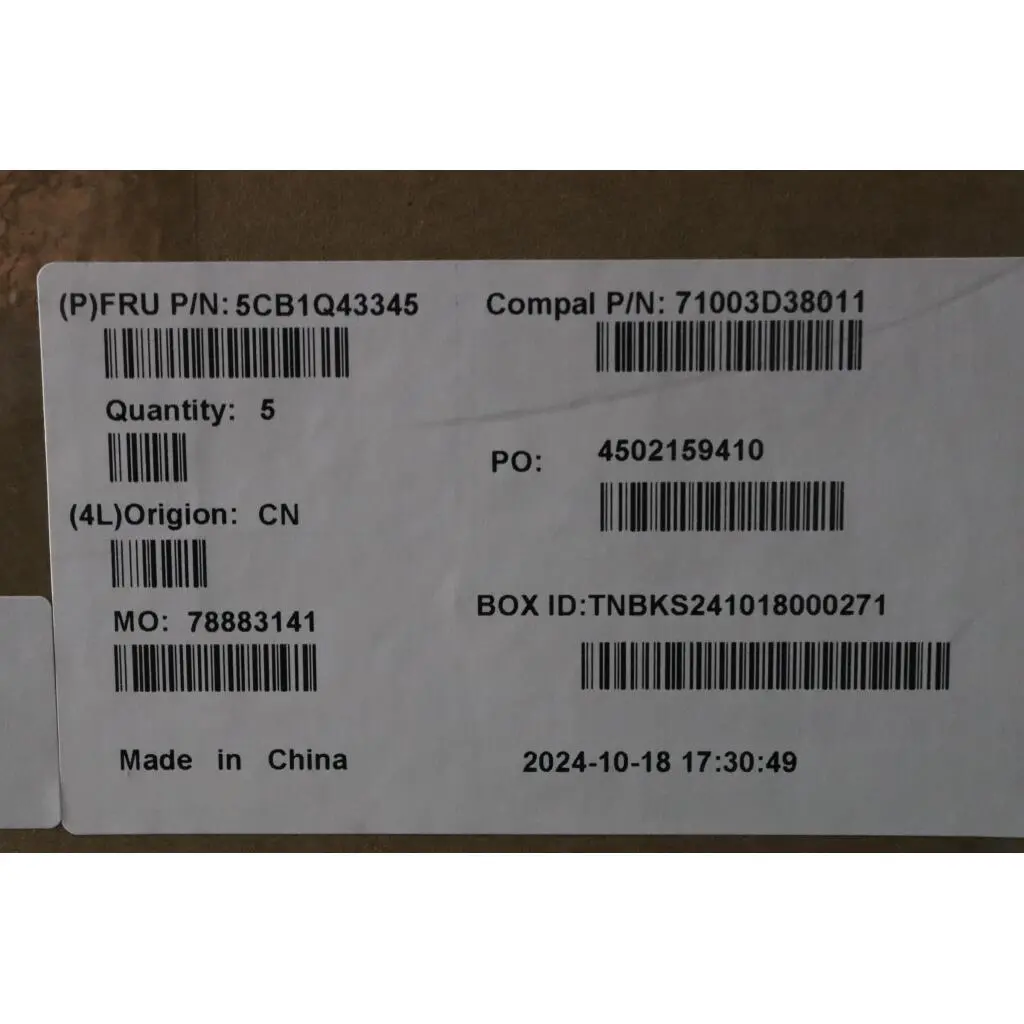 (P)FRU P/N: 5CB1Q43345
Compal P/N: 71003D38011
Quantity: 5
PO: 4502159410
(4L)Origion: CN
MO: 78883141
BOX ID:TNBKS241018000271
Made in China
2024-10-18 17:30:49